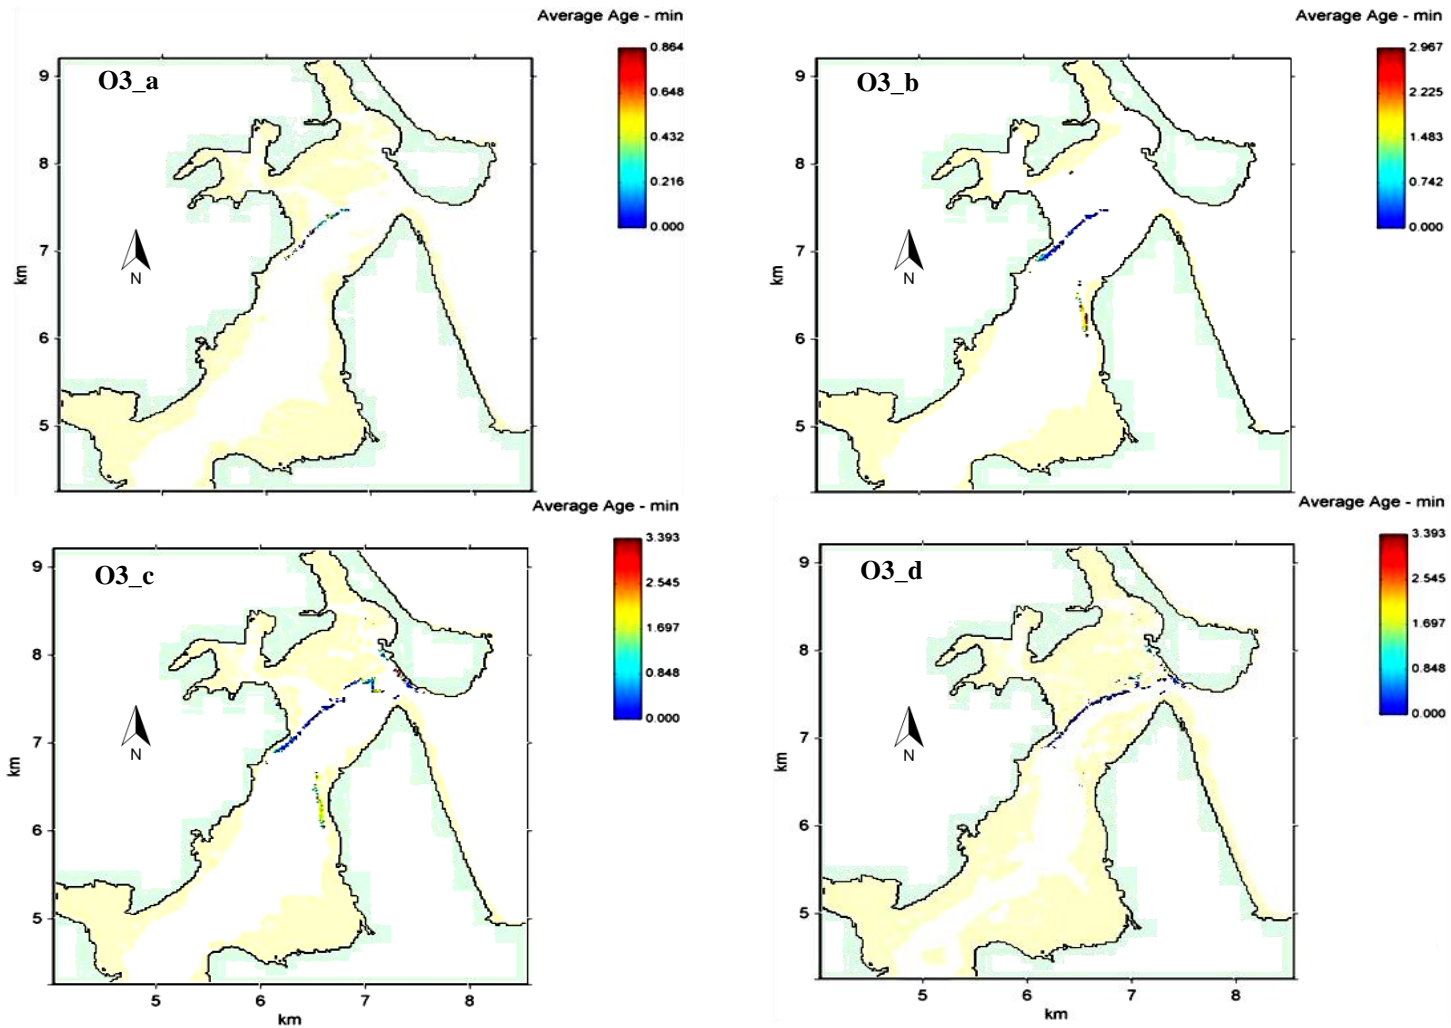 Average Age - min
Average Age - min
0.864
0.648
0.432
0.216
0.000
2.967
2.225
1.483
0.742
0.000
O3_a
O3_b
9
8
7
6
5
km
N
9
8
7
6
5
km
N
Average Age - min
Average Age - min
3.393
2.545
1.697
0.848
0.000
3.393
2.545
1.697
0.848
0.000
O3_c
O3_d
9
8
7
6
5
km
N
9
8
7
6
5
km
N
5 6 7 8
km
5 6 7 8
km